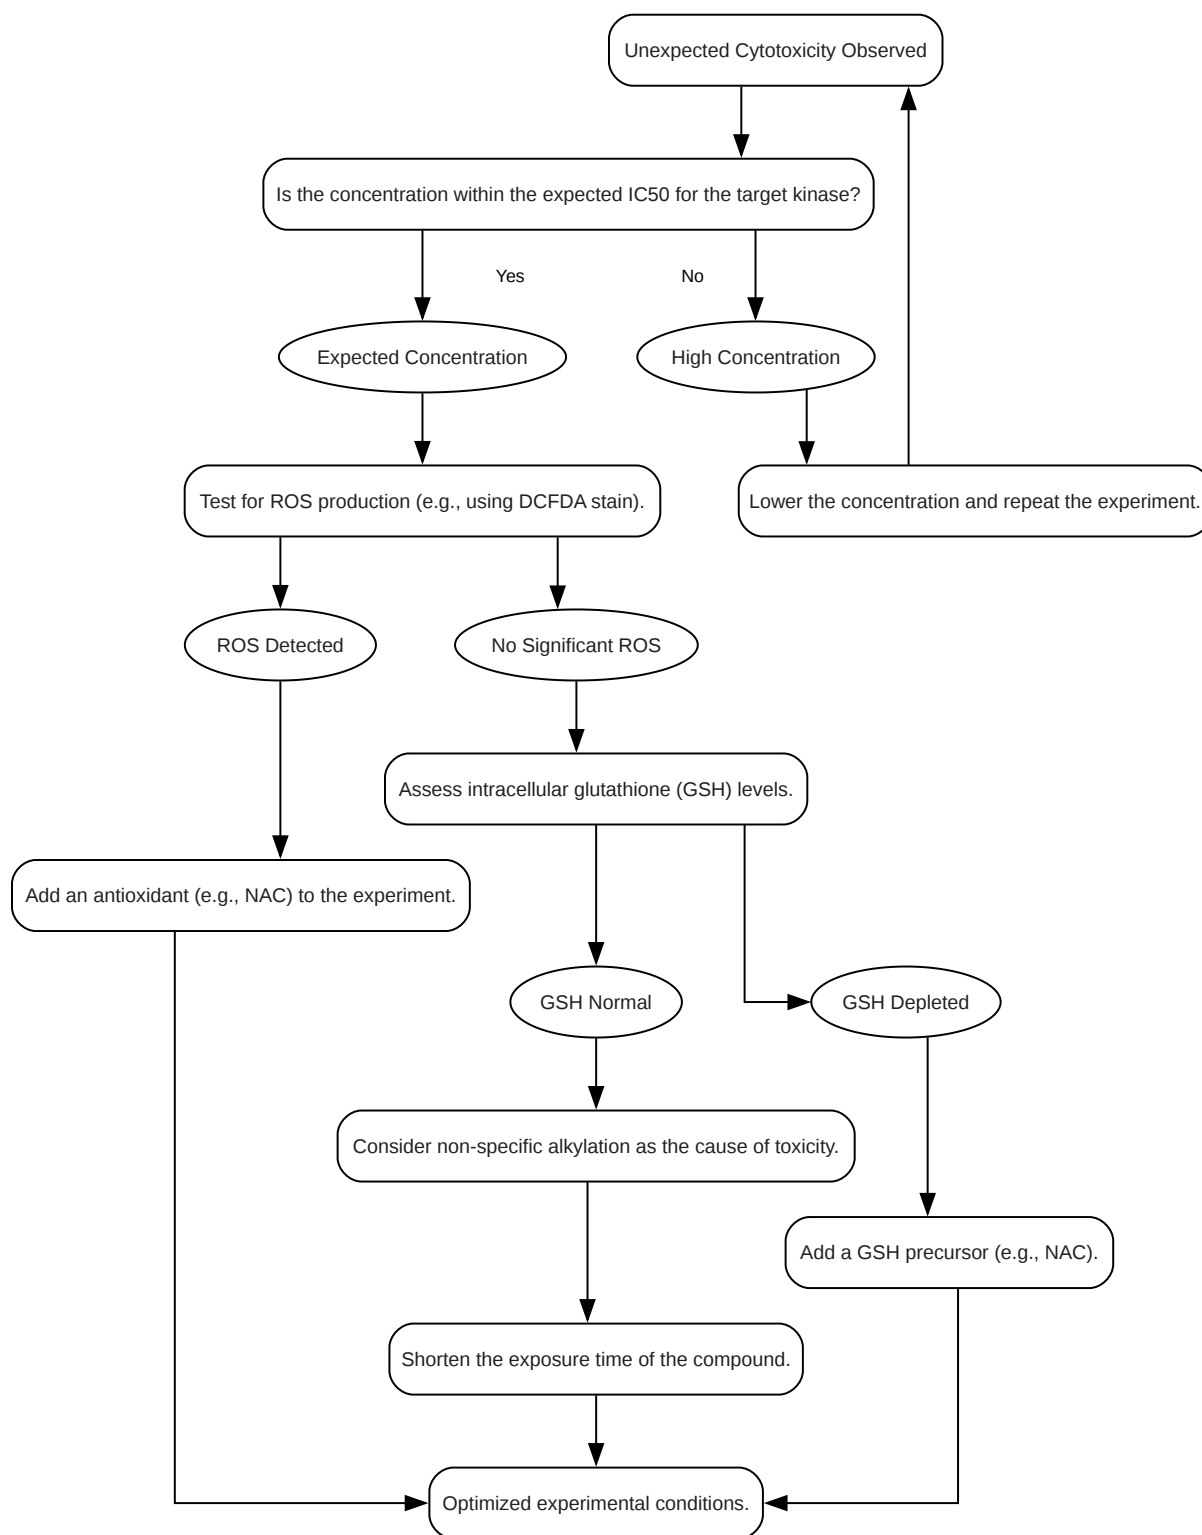 Unexpected Cytotoxicity Observed
Is the concentration within the expected IC50 for the target kinase?
Yes
No
Expected Concentration
High Concentration
Test for ROS production (e.g., using DCFDA stain).
Lower the concentration and repeat the experiment.
ROS Detected
No Significant ROS
Assess intracellular glutathione (GSH) levels.
Add an antioxidant (e.g., NAC) to the experiment.
GSH Normal
GSH Depleted
Consider non-specific alkylation as the cause of toxicity.
Add a GSH precursor (e.g., NAC).
Shorten the exposure time of the compound.
Optimized experimental conditions.